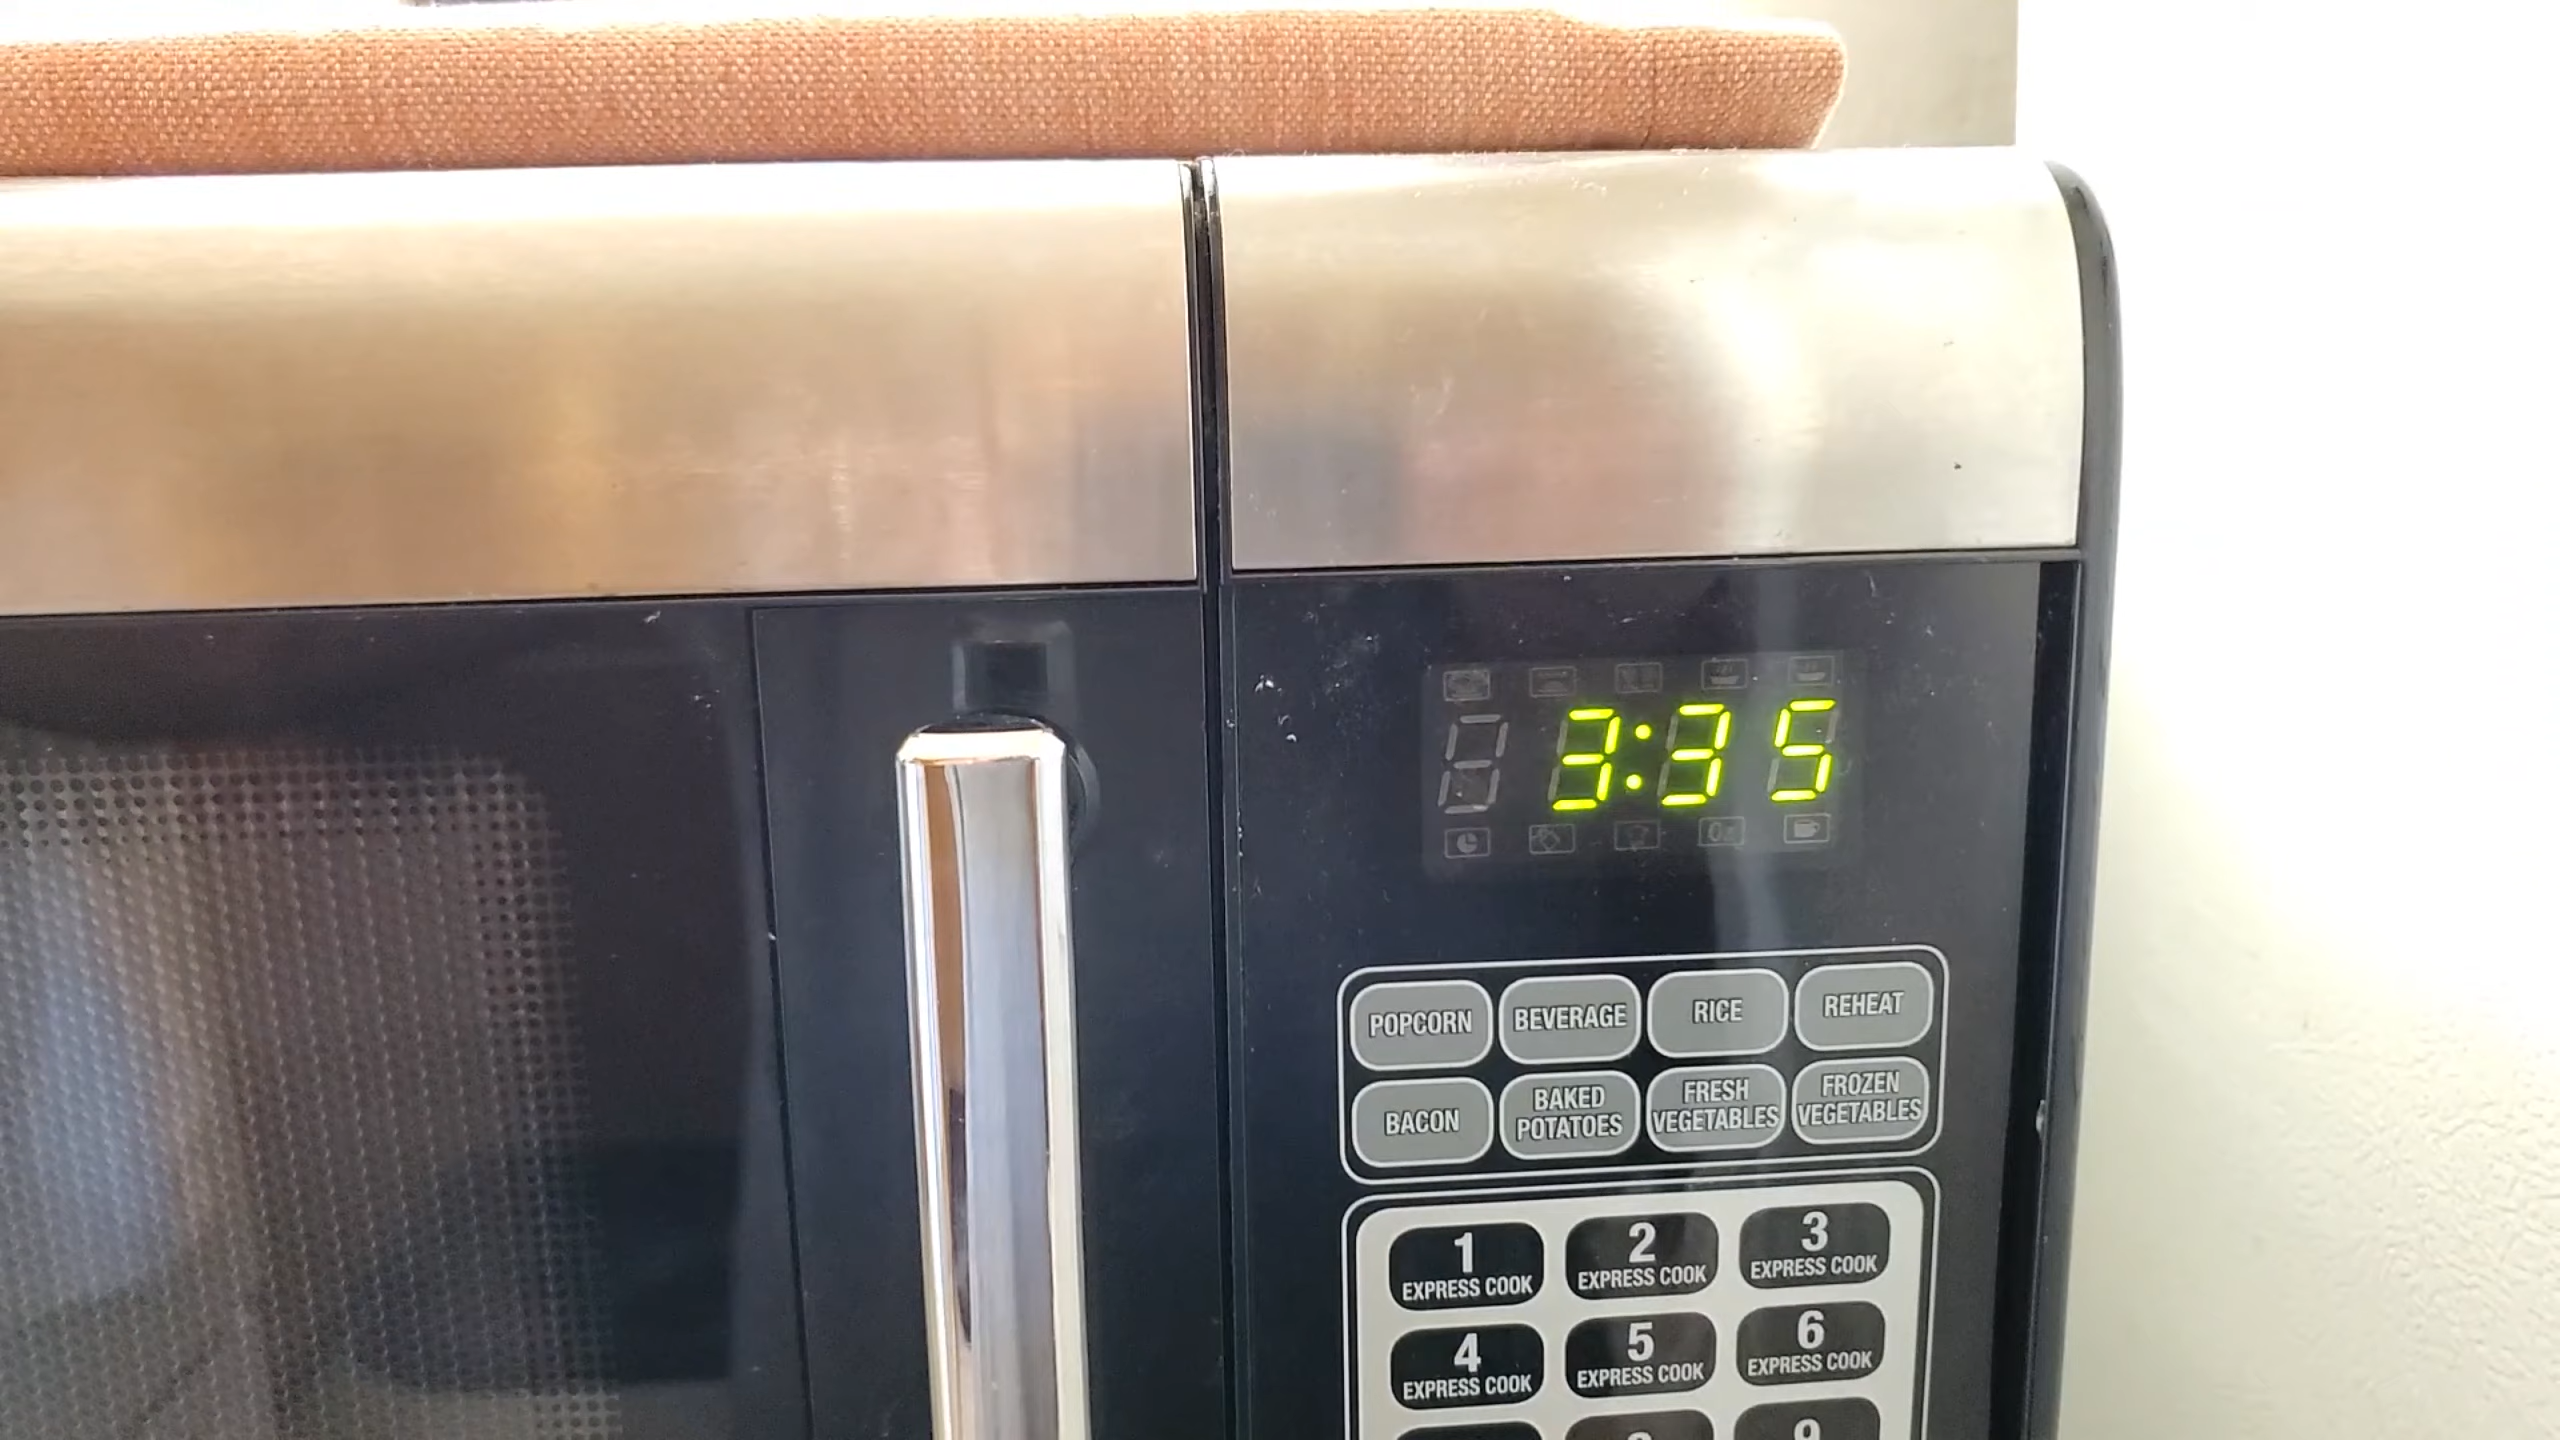 3:35
POPCORN BEVERAGE RICE REHEAT
BACON BAKED POTATOES FRESH VEGETABLES FROZEN VEGETABLES
1 2 3
EXPRESS COOK EXPRESS COOK EXPRESS COOK
4 5 6
EXPRESS COOK EXPRESS COOK EXPRESS COOK